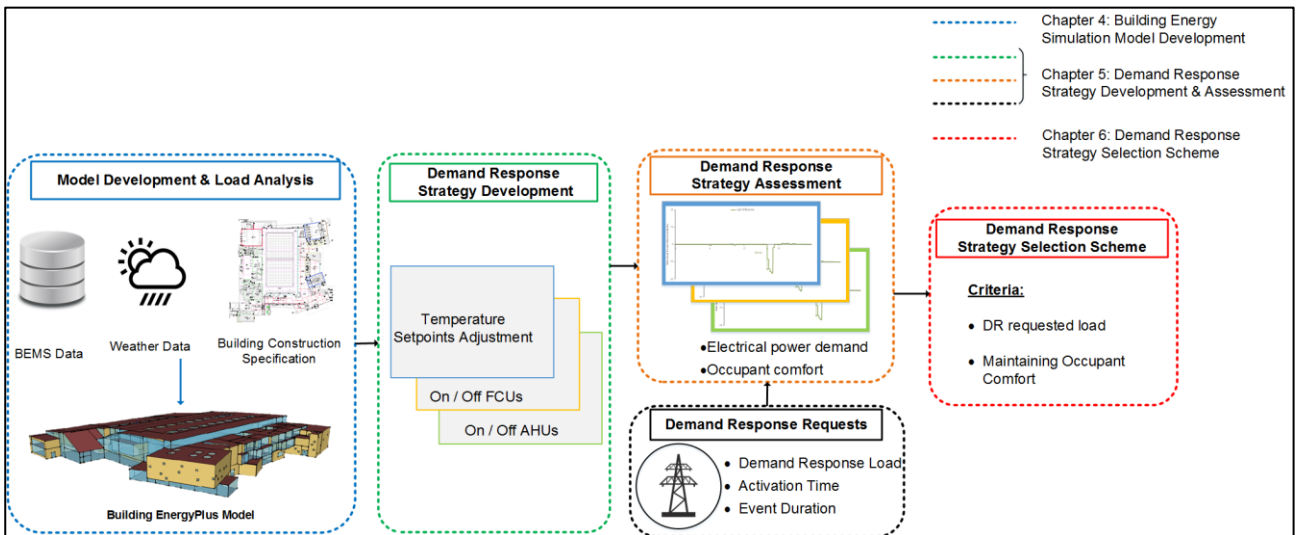 Chapter 4: Building Energy
Simulation Model Development
Chapter 5: Demand Response
Strategy Development & Assessment
Chapter 6: Demand Response
Strategy Selection Scheme
Model Development & Load Analysis
BEMS Data
Weather Data
Building Construction
Specification
Building EnergyPlus Model
Demand Response
Strategy Development
Temperature
Setpoints Adjustment
On / Off FCUs
On / Off AHUs
Demand Response
Strategy Assessment
•Electrical power demand
•Occupant comfort
Demand Response Requests
• Demand Response Load
• Activation Time
• Event Duration
Demand Response
Strategy Selection Scheme
Criteria:
• DR requested load
• Maintaining Occupant
Comfort